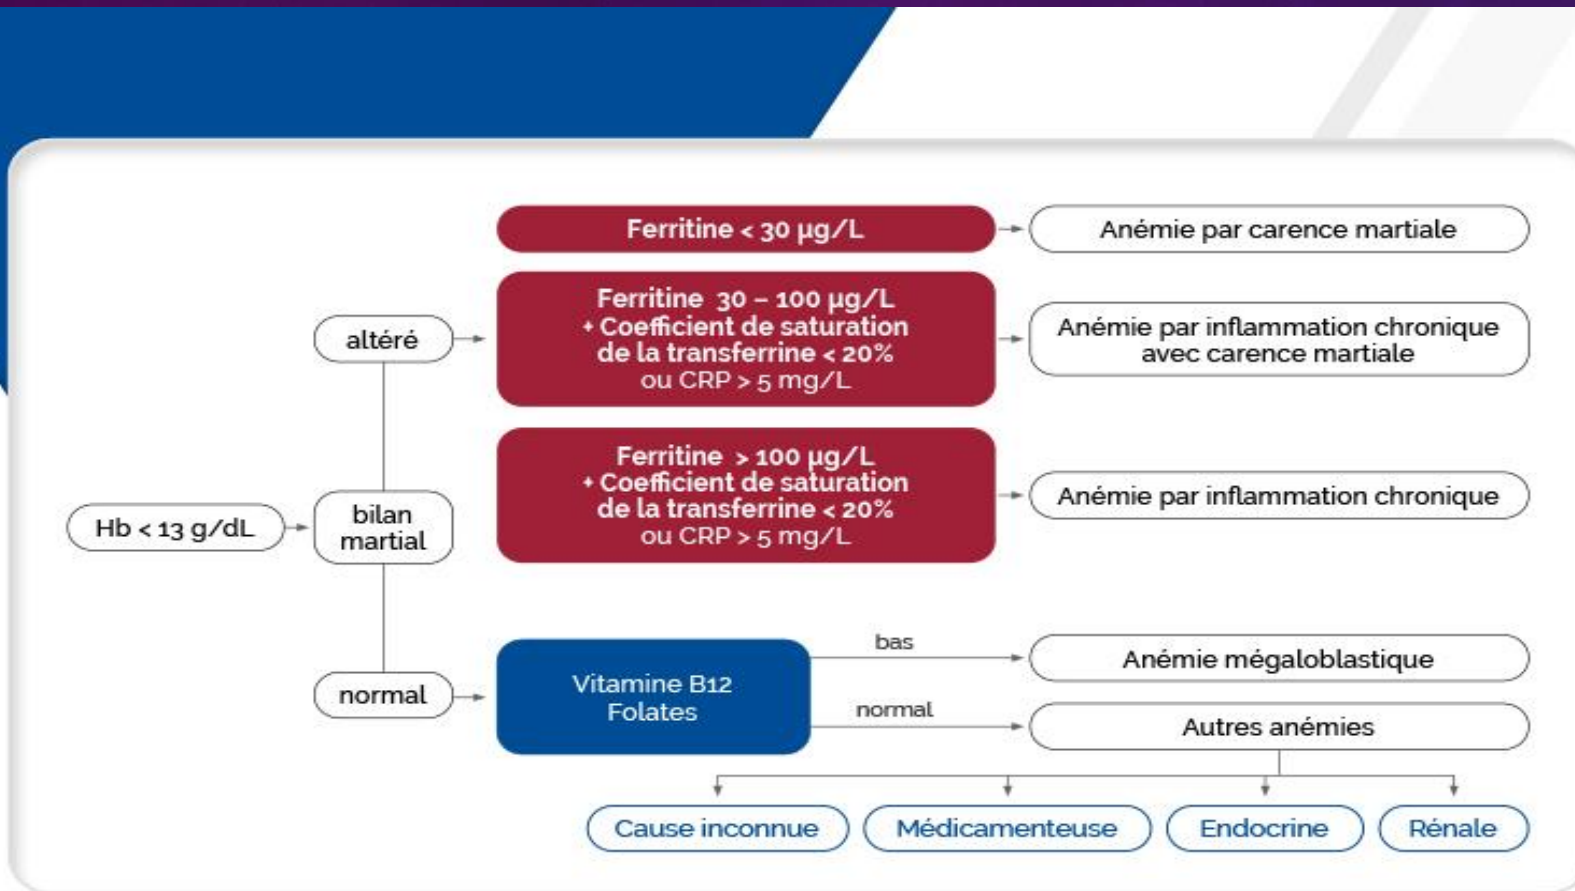 Ferritine < 30 µg/L
Anémie par carence martiale
Ferritine 30 – 100 µg/L
+ Coefficient de saturation
de la transferrine < 20%
ou CRP > 5 mg/L
Anémie par inflammation chronique
avec carence martiale
altéré
Ferritine > 100 µg/L
+ Coefficient de saturation
de la transferrine < 20%
ou CRP > 5 mg/L
Anémie par inflammation chronique
Hb < 13 g/dL
bilan
martial
normal
Vitamine B12
Folates
bas
Anémie mégaloblastique
normal
Autres anémies
Cause inconnue
Médicamenteuse
Endocrine
Rénale